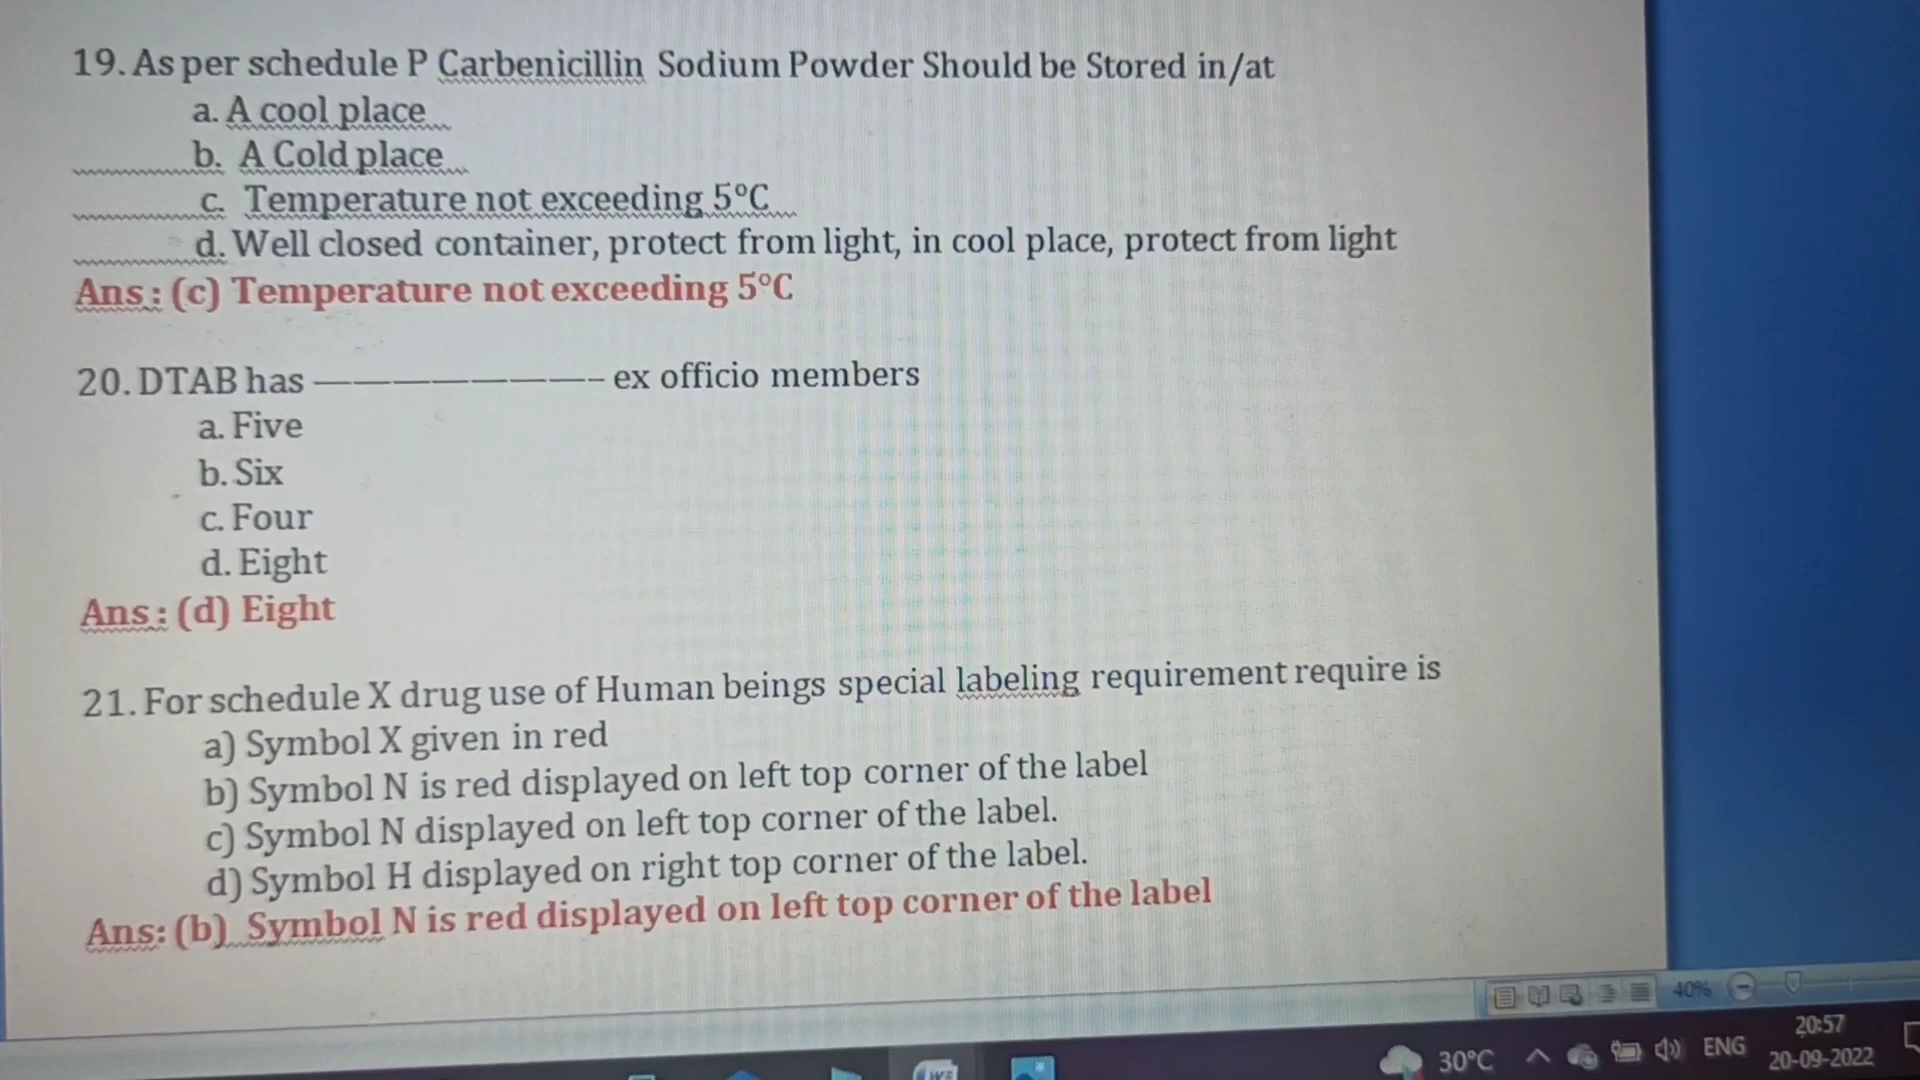 19. As per schedule P Carbenicillin Sodium Powder Should be Stored in/at
a. A cool place
b. A Cold place
c. Temperature not exceeding 5°C
d. Well closed container, protect from light, in cool place, protect from light
Ans : (c) Temperature not exceeding 5°C
20. DTAB has ———————— ex officio members
a. Five
b. Six
c. Four
d. Eight
Ans : (d) Eight
21. For schedule X drug use of Human beings special labeling requirement require is
a) Symbol X given in red
b) Symbol N is red displayed on left top corner of the label
c) Symbol N displayed on left top corner of the label.
d) Symbol H displayed on right top corner of the label.
Ans: (b) Symbol N is red displayed on left top corner of the label
40%
30°C ENG 20:57
20-09-2022